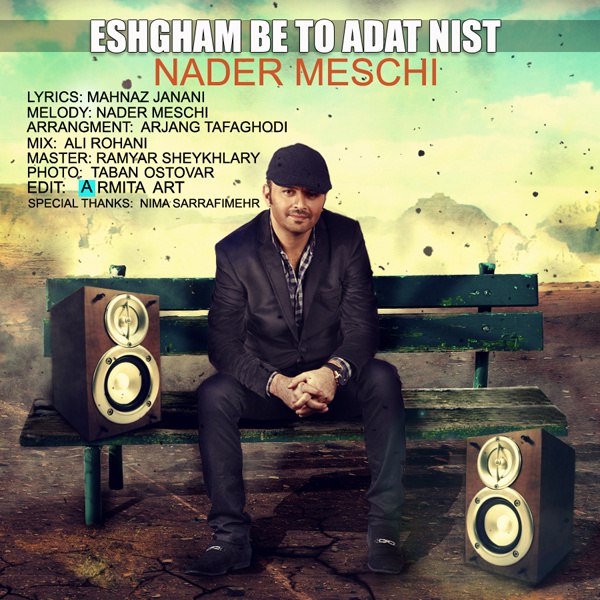 ESHGHAM BE TO ADAT NIST
NADER MESCHI
LYRICS: MAHNAZ JANANI
MELODY: NADER MESCHI
ARRANGMENT: ARJANG TAFAGHODI
MIX: ALI ROHANI
MASTER: RAMYAR SHEYKHLARY
PHOTO: TABAN OSTOVAR
EDIT: ARMITA ART
SPECIAL THANKS: NIMA SARRAFIMEHR